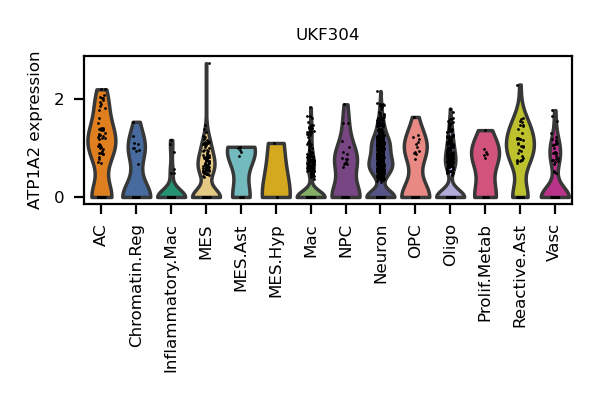 UKF304
ATP1A2 expression
2
0
AC
Chromatin.Reg
Inflammatory.Mac
MES
MES.Ast
MES.Hyp
Mac
NPC
Neuron
OPC
Oligo
Prolif.Metab
Reactive.Ast
Vasc